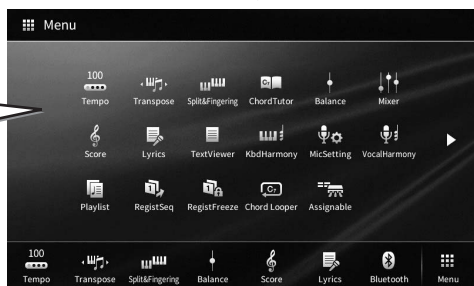 Menu
100
Tempo Transpose Split&Fingering ChordTutor Balance Mixer
Score Lyrics TextViewer KbdHarmony MicSetting VocalHarmony
Playlist RegistSeq RegistFreeze Chord Looper Assignable
100
Tempo Transpose Split&Fingering Balance Score Lyrics Bluetooth Menu